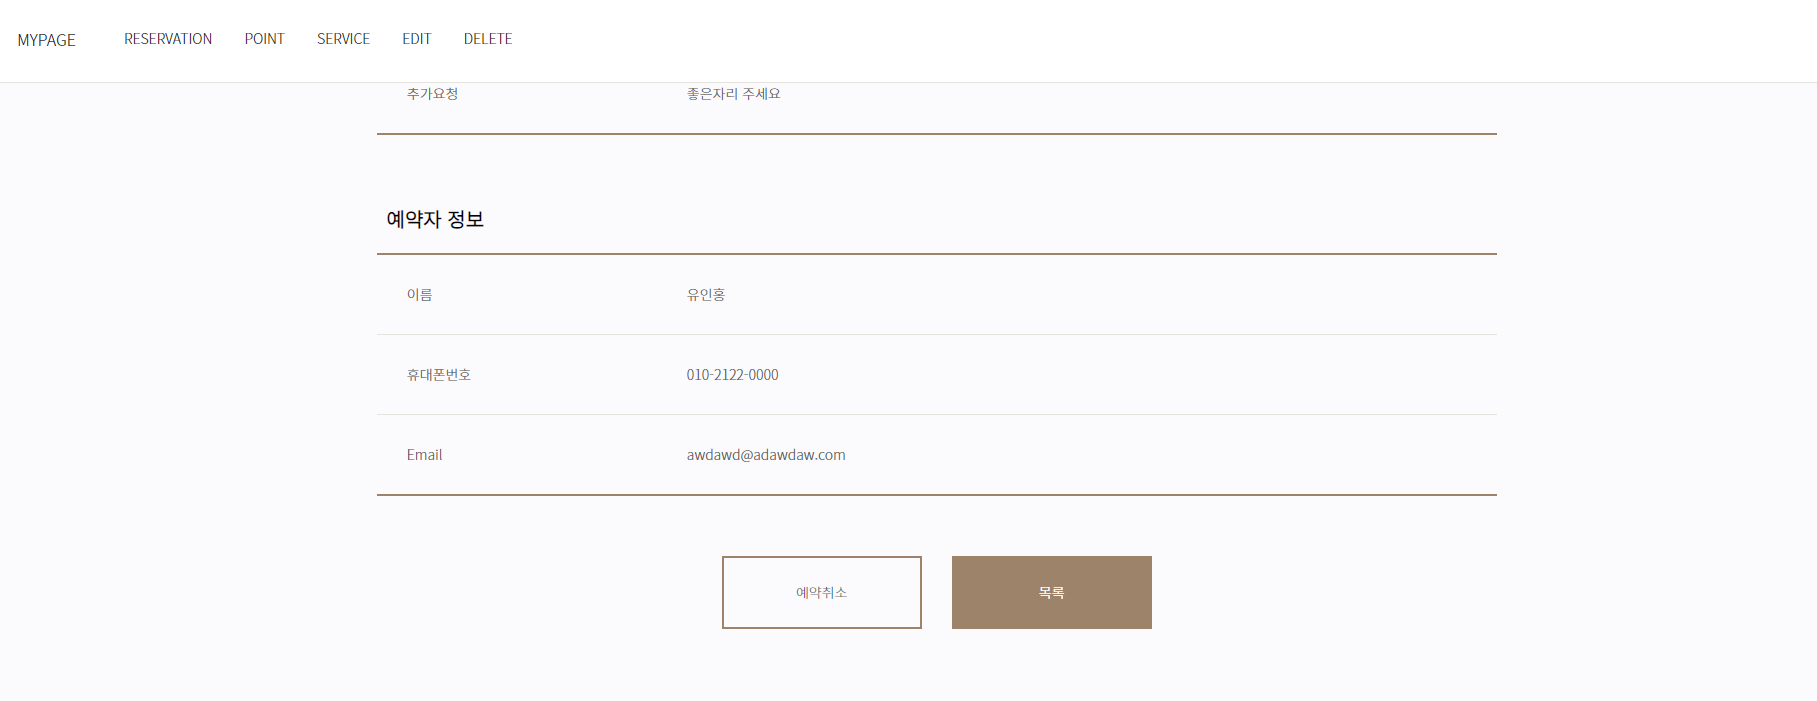 MYPAGE RESERVATION POINT SERVICE EDIT DELETE
추가요청 좋은자리 주세요
예약자 정보
이름 유인홍
휴대폰번호 010-2122-0000
Email awdawd@adawdaw.com
예약취소 목록